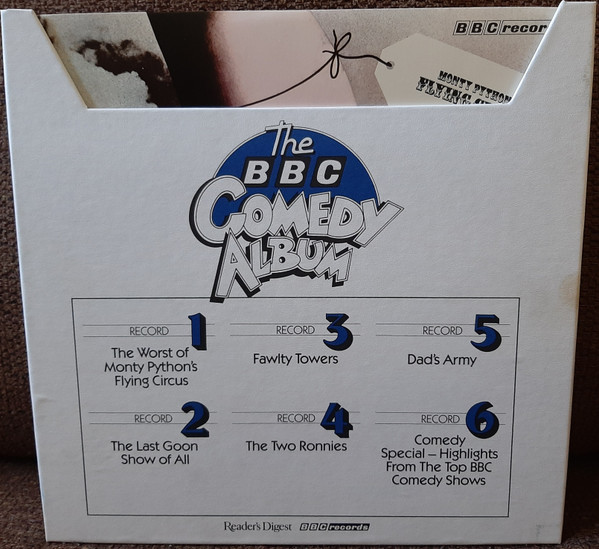 BBC recor
MONTY PYTHON
FLYING
The
BBC
COMEDY
ALBUM
RECORD 1
The Worst of
Monty Python's
Flying Circus
RECORD 3
Fawlty Towers
RECORD 5
Dad's Army
RECORD 2
The Last Goon
Show of All
RECORD 4
The Two Ronnies
RECORD 6
Comedy
Special – Highlights
From The Top BBC
Comedy Shows
Reader's Digest BBC records